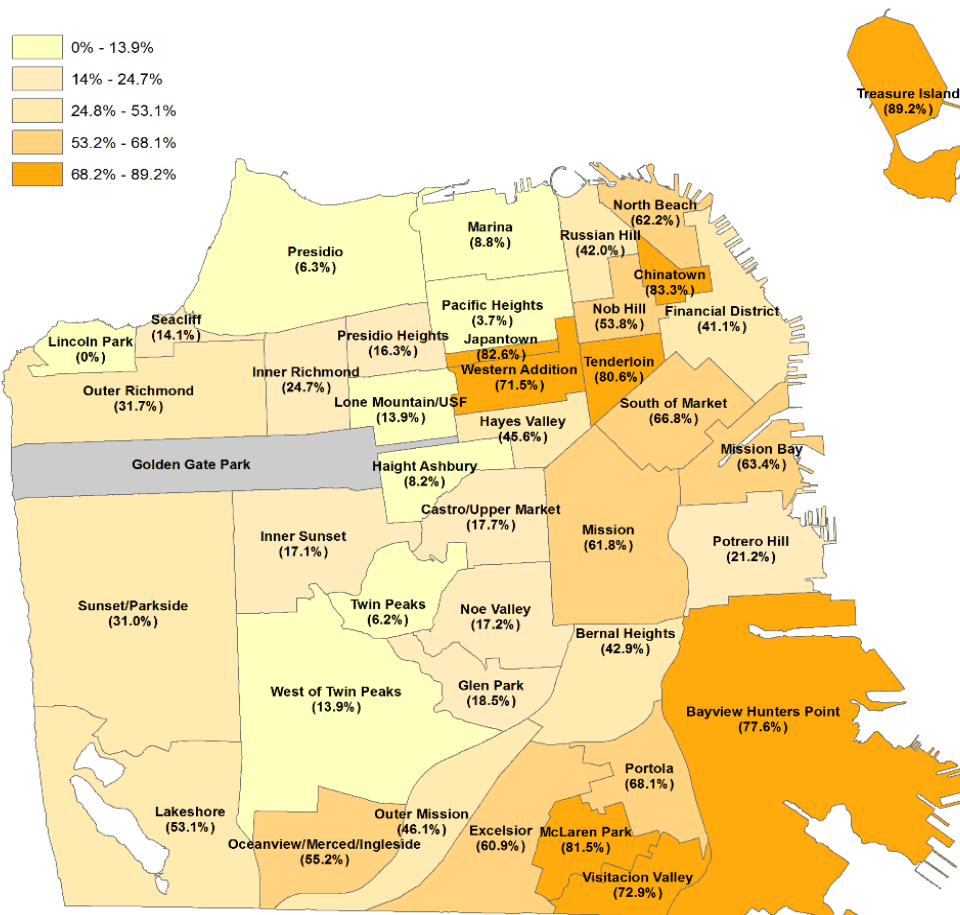 0% - 13.9%
14% - 24.7%
24.8% - 53.1%
53.2% - 68.1%
68.2% - 89.2%
Treasure Island
(89.2%)
North Beach
(62.2%)
Marina
(8.8%)
Russian Hill
(42.0%)
Presidio
(6.3%)
Chinatown
(83.3%)
Pacific Heights
(3.7%)
Nob Hill
(53.8%)
Financial District
(41.1%)
Seacliff
(14.1%)
Lincoln Park
(0%)
Presidio Heights
(16.3%)
Japantown
(82.6%)
Western Addition
(71.5%)
Tenderloin
(80.6%)
Inner Richmond
(24.7%)
Outer Richmond
(31.7%)
Lone Mountain/USF
(13.9%)
South of Market
(66.8%)
Hayes Valley
(45.6%)
Mission Bay
(63.4%)
Golden Gate Park
Haight Ashbury
(8.2%)
Castro/Upper Market
(17.7%)
Inner Sunset
(17.1%)
Mission
(61.8%)
Potrero Hill
(21.2%)
Sunset/Parkside
(31.0%)
Twin Peaks
(6.2%)
Noe Valley
(17.2%)
Bernal Heights
(42.9%)
West of Twin Peaks
(13.9%)
Glen Park
(18.5%)
Bayview Hunters Point
(77.6%)
Portola
(68.1%)
Lakeshore
(53.1%)
Outer Mission
(46.1%)
Oceanview/Merced/Ingleside
(55.2%)
Excelsior
(60.9%)
McLaren Park
(81.5%)
Visitacion Valley
(72.9%)